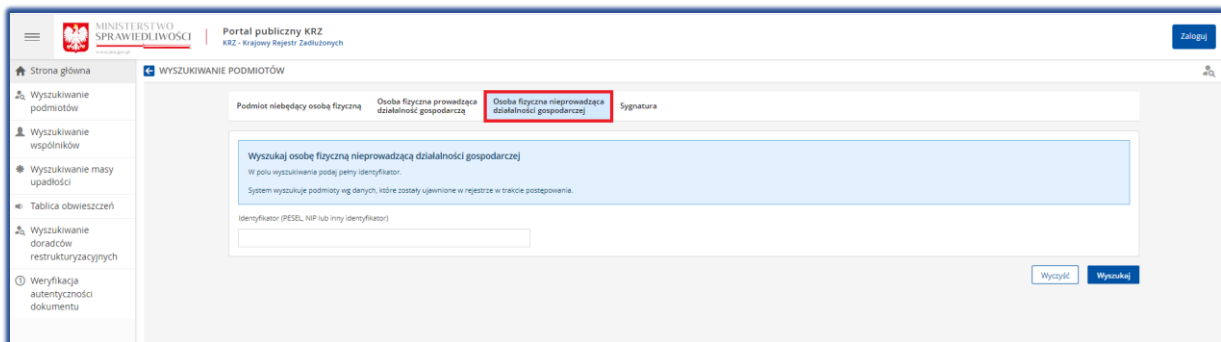 MINISTERSTWO
SPRAWIEDLIWOŚCI
Portal publiczny KRZ
KRZ - Krajowy Rejestr Zadłużonych
Zaloguj
Strona główna
WYSZUKIWANIE PODMIOTÓW
Wyszukiwanie
podmiotów
Wyszukiwanie
wspólników
Wyszukiwanie masy
upadłości
Tablica obwieszczeń
Wyszukiwanie
doradców
restrukturyzacyjnych
Weryfikacja
autentyczności
dokumentu
Podmiot niebędący osobą fizyczną
Osoba fizyczna prowadząca
działalność gospodarczą
Osoba fizyczna nieprowadząca
działalności gospodarczej
Sygnatura
Wyszukaj osobę fizyczną nieprowadzącą działalności gospodarczej
W polu wyszukiwania podaj pełny identyfikator.
System wyszukuje podmioty wg danych, które zostały ujawnione w rejestrze w trakcie postępowania.
Identyfikator (PESEL, NIP lub inny identyfikator)
Wyczyść
Wyszukaj